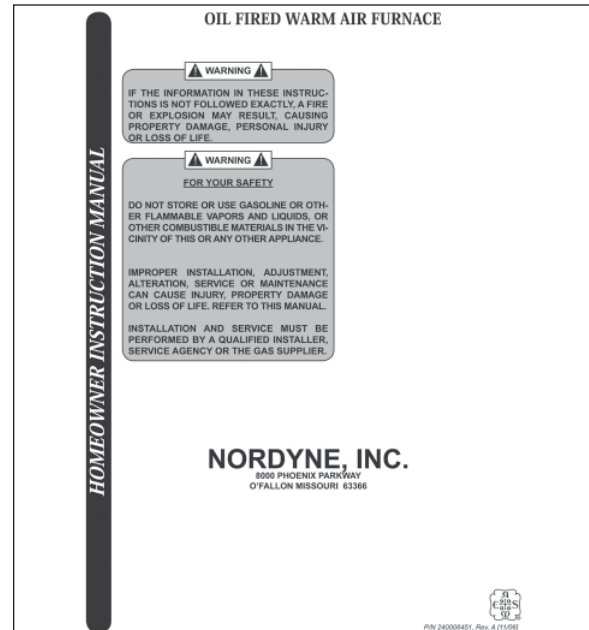 OIL FIRED WARM AIR FURNACE
HOMEOWNER INSTRUCTION MANUAL
WARNING
IF THE INFORMATION IN THESE INSTRUC-
TIONS IS NOT FOLLOWED EXACTLY, A FIRE
OR EXPLOSION MAY RESULT, CAUSING
PROPERTY DAMAGE, PERSONAL INJURY
OR LOSS OF LIFE.
WARNING
FOR YOUR SAFETY
DO NOT STORE OR USE GASOLINE OR OTH-
ER FLAMMABLE VAPORS AND LIQUIDS, OR
OTHER COMBUSTIBLE MATERIALS IN THE VI-
CINITY OF THIS OR ANY OTHER APPLIANCE.
IMPROPER INSTALLATION, ADJUSTMENT,
ALTERATION, SERVICE OR MAINTENANCE
CAN CAUSE INJURY, PROPERTY DAMAGE
OR LOSS OF LIFE. REFER TO THIS MANUAL.
INSTALLATION AND SERVICE MUST BE
PERFORMED BY A QUALIFIED INSTALLER,
SERVICE AGENCY OR THE GAS SUPPLIER.
NORDYNE, INC.
8000 PHOENIX PARKWAY
O'FALLON MISSOURI 63366
P/N 240008451, Rev. A [11/06]